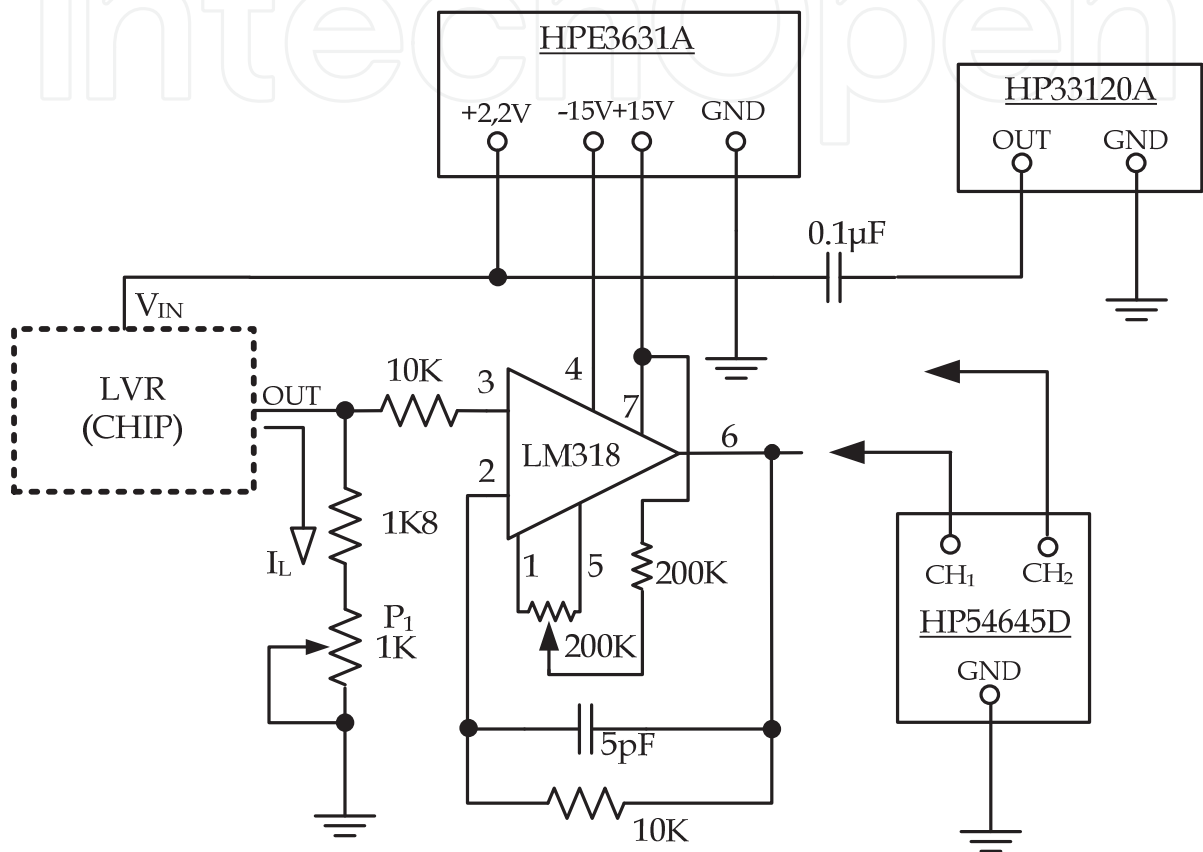 IntechOpen
HPE3631A
+2,2V -15V+15V GND
HP33120A
OUT GND
0.1µF
VIN
LVR
(CHIP)
OUT
10K
3
4
7
2
LM318
6
1K8
IL
1
5
200K
200K
P1
1K
5pF
10K
CH1 CH2
HP54645D
GND